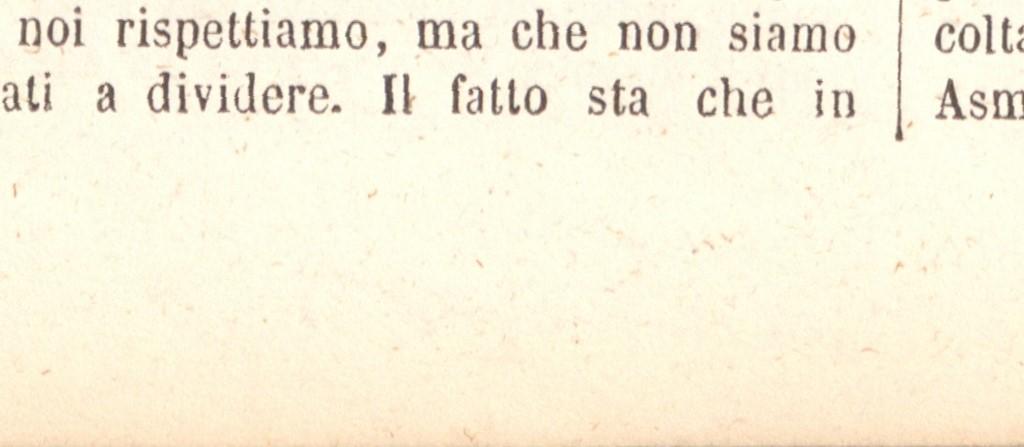 noi rispettiamo, ma che non siamo
ati a dividere. Il fatto sta che in
colta
Asm